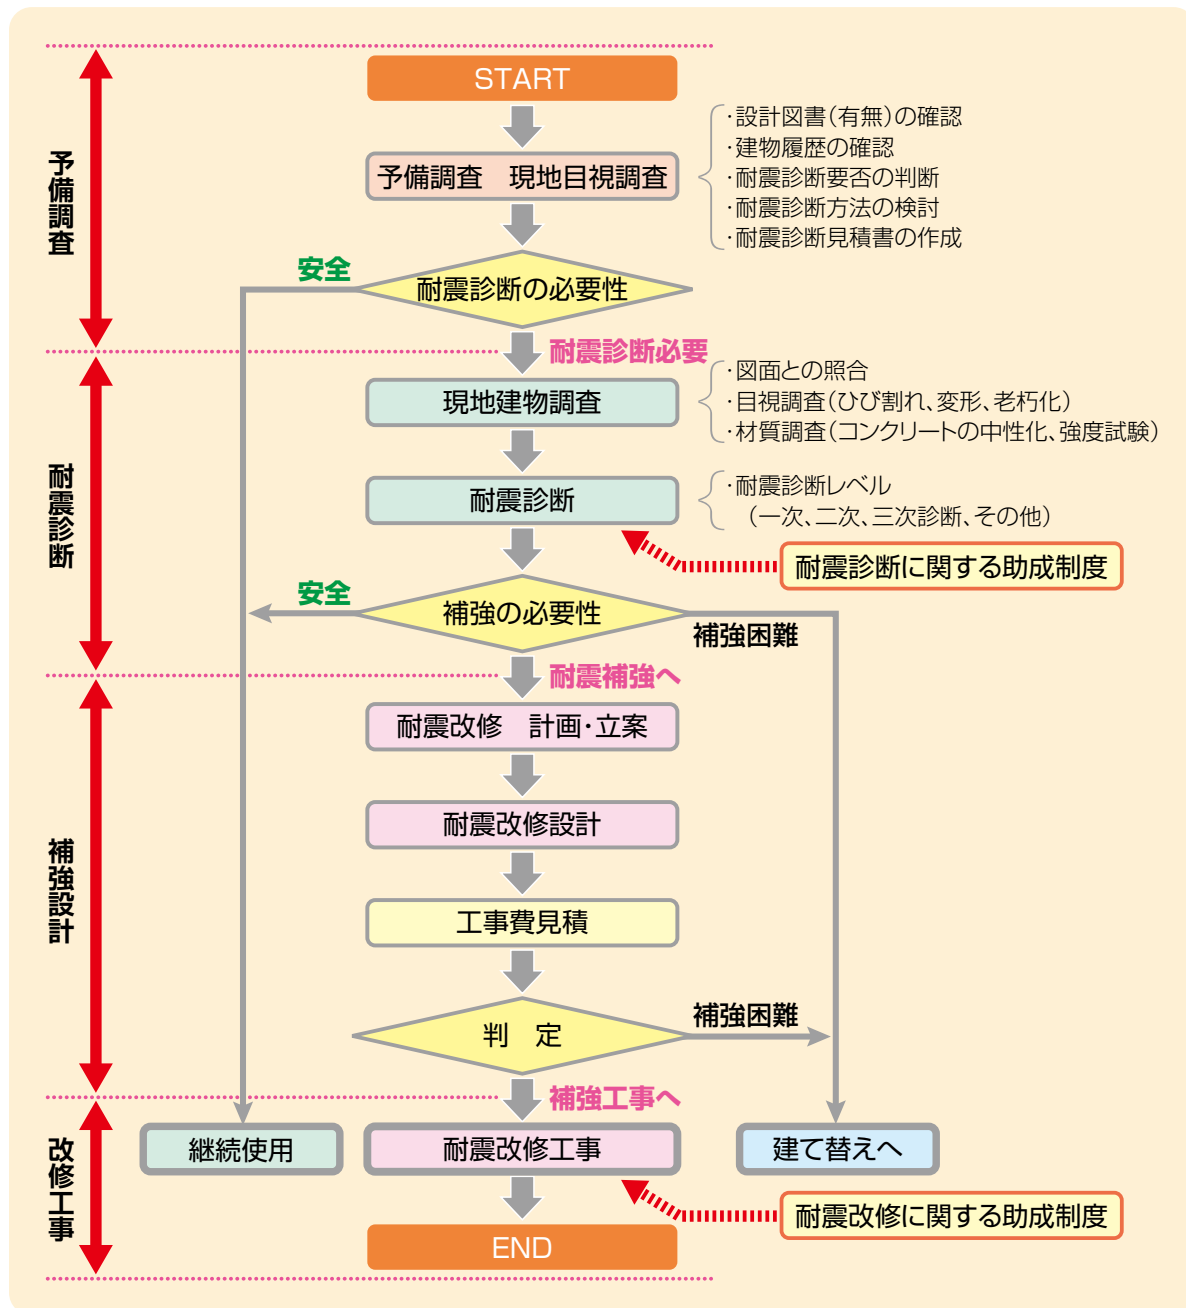 START
予備調査　現地目視調査
・設計図書（有無）の確認
・建物履歴の確認
・耐震診断要否の判断
・耐震診断方法の検討
・耐震診断見積書の作成
予備調査
安全
耐震診断の必要性
耐震診断必要
現地建物調査
・図面との照合
・目視調査（ひび割れ、変形、老朽化）
・材質調査（コンクリートの中性化、強度試験）
耐震診断
耐震診断
・耐震診断レベル
（一次、二次、三次診断、その他）
耐震診断に関する助成制度
安全
補強の必要性
補強困難
耐震補強へ
耐震改修　計画・立案
耐震改修設計
補強設計
工事費見積
判　定
補強困難
補強工事へ
改修工事
継続使用
耐震改修工事
建て替えへ
耐震改修に関する助成制度
END